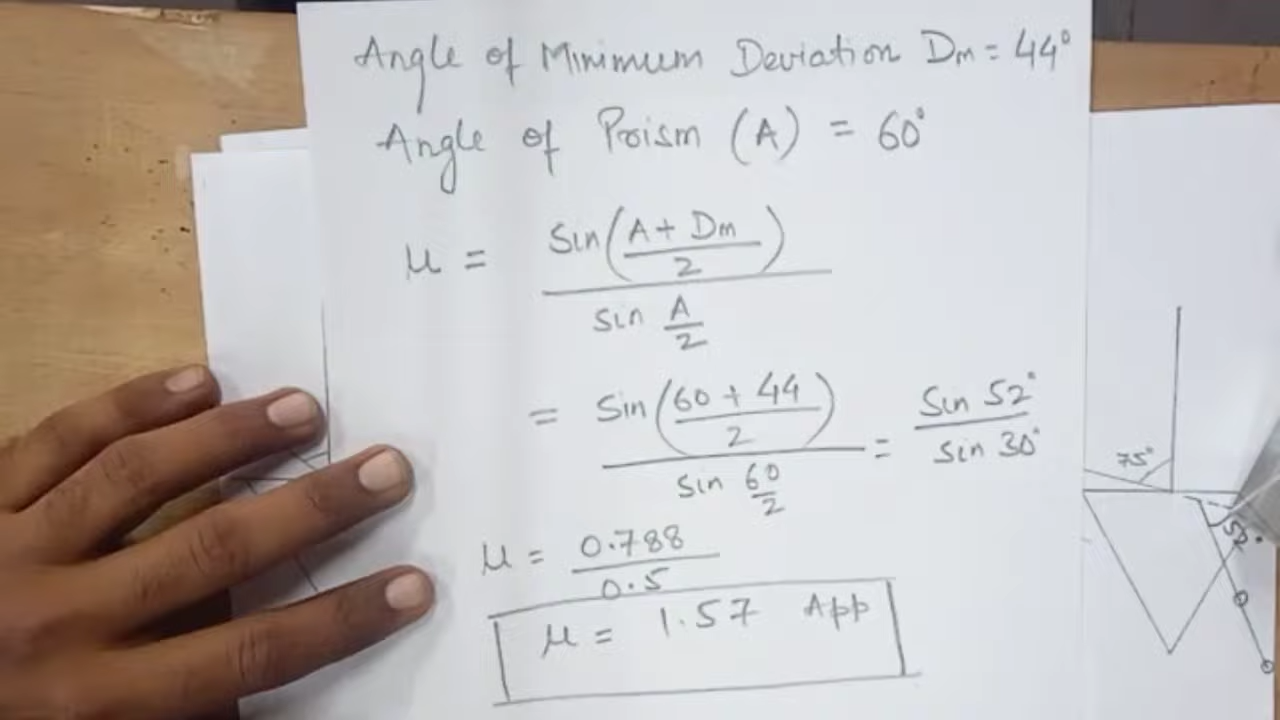 Angle of Minimum Deviation Dm = 44°
Angle of Prism (A) = 60°
μ = Sin(A + Dm / 2) / sin A/2
= Sin(60 + 44 / 2) / sin 60/2 = Sin 52° / sin 30°
μ = 0.788 / 0.5
μ = 1.57 App
75°
52°